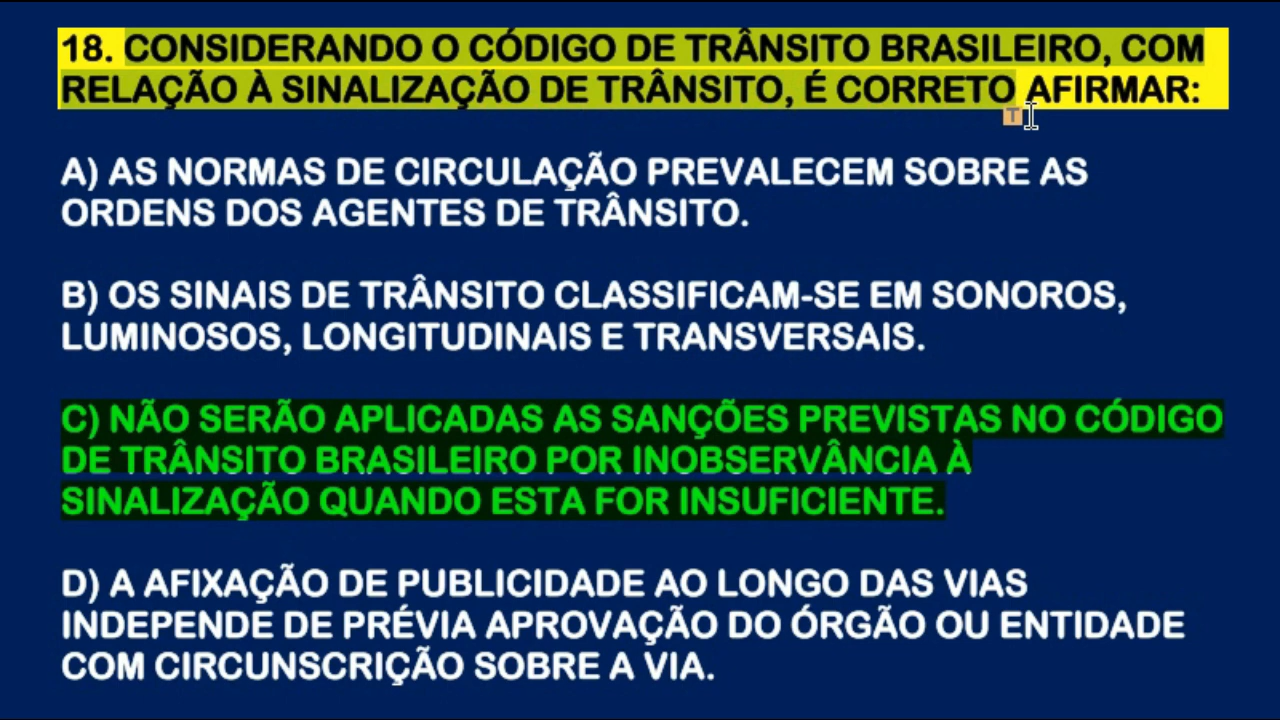 18. CONSIDERANDO O CÓDIGO DE TRÂNSITO BRASILEIRO, COM
RELAÇÃO À SINALIZAÇÃO DE TRÂNSITO, É CORRETO AFIRMAR:
T
A) AS NORMAS DE CIRCULAÇÃO PREVALECEM SOBRE AS
ORDENS DOS AGENTES DE TRÂNSITO.
B) OS SINAIS DE TRÂNSITO CLASSIFICAM-SE EM SONOROS,
LUMINOSOS, LONGITUDINAIS E TRANSVERSAIS.
C) NÃO SERÃO APLICADAS AS SANÇÕES PREVISTAS NO CÓDIGO
DE TRÂNSITO BRASILEIRO POR INOBSERVÂNCIA À
SINALIZAÇÃO QUANDO ESTA FOR INSUFICIENTE.
D) A AFIXAÇÃO DE PUBLICIDADE AO LONGO DAS VIAS
INDEPENDE DE PRÉVIA APROVAÇÃO DO ÓRGÃO OU ENTIDADE
COM CIRCUNSCRIÇÃO SOBRE A VIA.